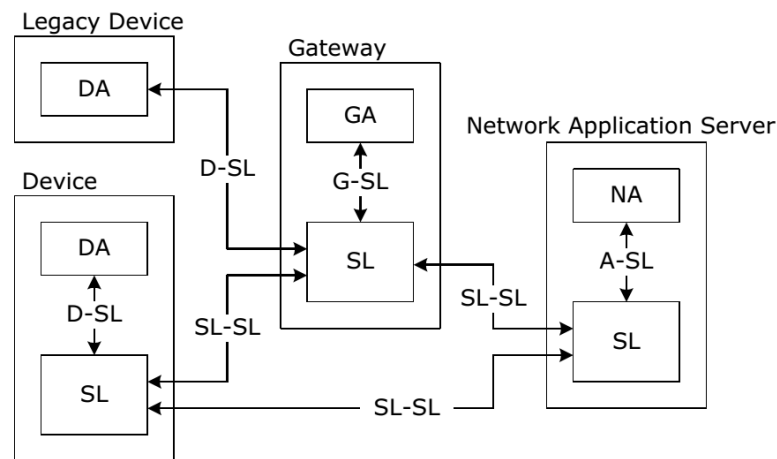 Legacy Device
DA
Gateway
GA
Network Application Server
D-SL
G-SL
Device
NA
DA
SL
A-SL
SL-SL
D-SL
SL-SL
SL
SL
SL-SL